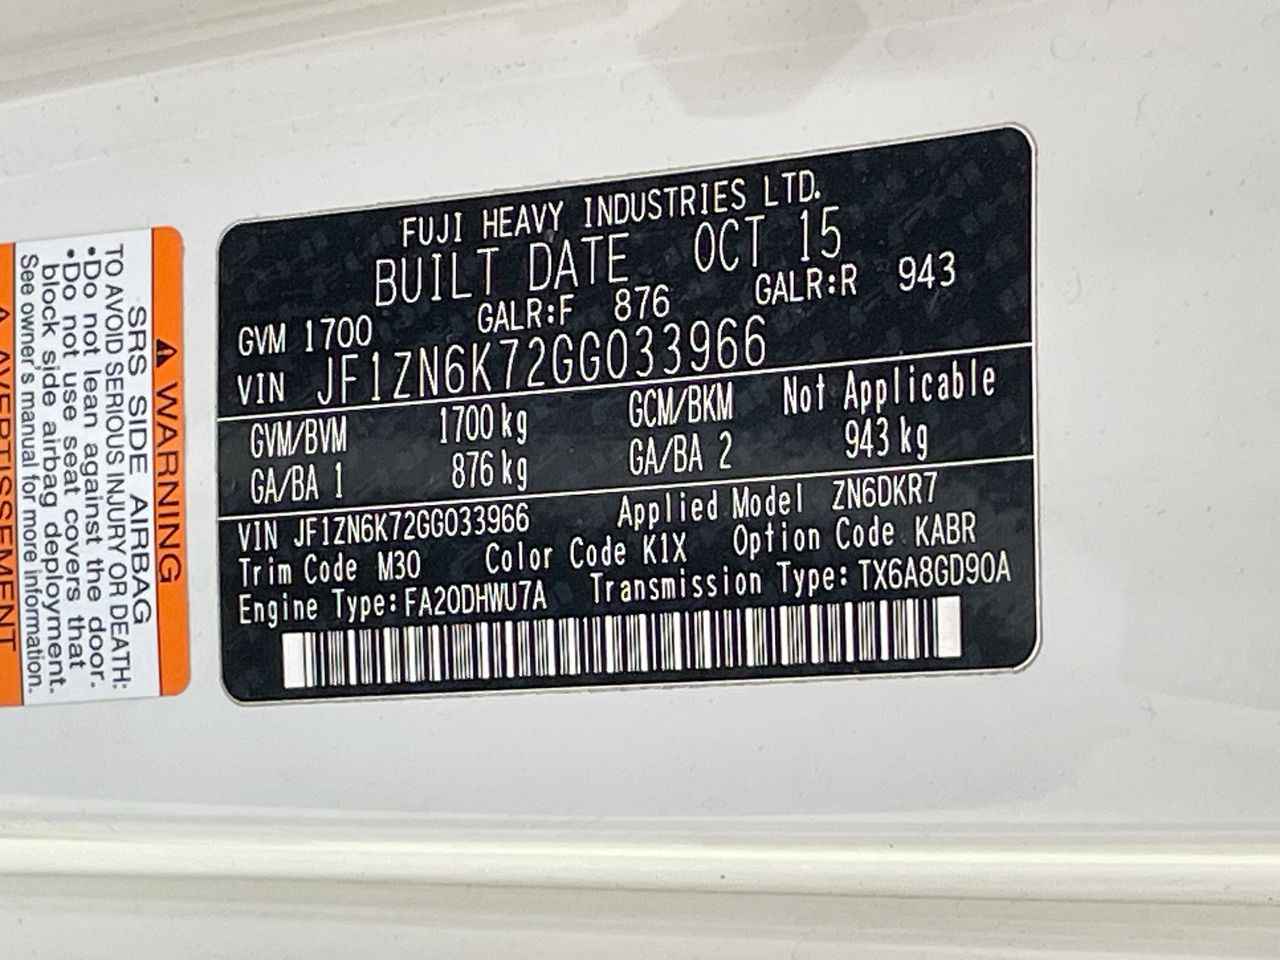 FUJI HEAVY INDUSTRIES LTD.
BUILT DATE OCT 15
GVM 1700 GALR:F 876 GALR:R 943
VIN JF1ZN6K72GG033966
GVM/BVM 1700 kg GCM/BKM Not Applicable
GA/BA 1 876 kg GA/BA 2 943 kg
VIN JF1ZN6K72GG033966 Applied Model ZN6DKR7
Trim Code M30 Color Code K1X Option Code KABR
Engine Type: FA20DHWU7A Transmission Type: TX6A8GD90A
⚠ WARNING
SRS SIDE AIRBAG
TO AVOID SERIOUS INJURY OR DEATH:
•Do not lean against the door.
•Do not use seat covers that
block side airbag deployment.
See owner's manual for more information.
AVERTISSEMENT